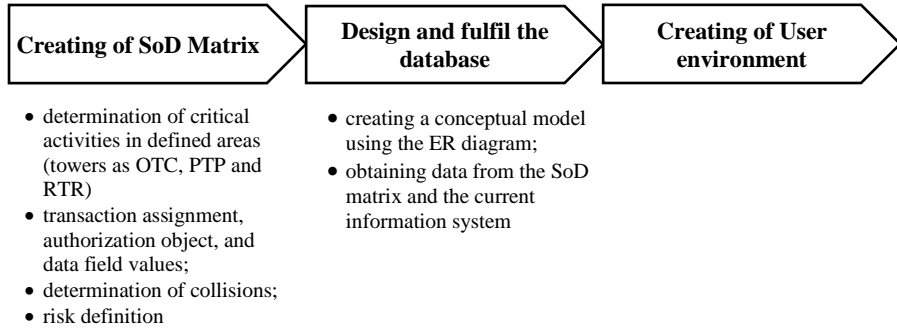 Creating of SoD Matrix
Design and fulfil the
database
Creating of User
environment
• determination of critical
activities in defined areas
(towers as OTC, PTP and
RTR)
• transaction assignment,
authorization object, and
data field values;
• determination of collisions;
• risk definition
• creating a conceptual model
using the ER diagram;
• obtaining data from the SoD
matrix and the current
information system